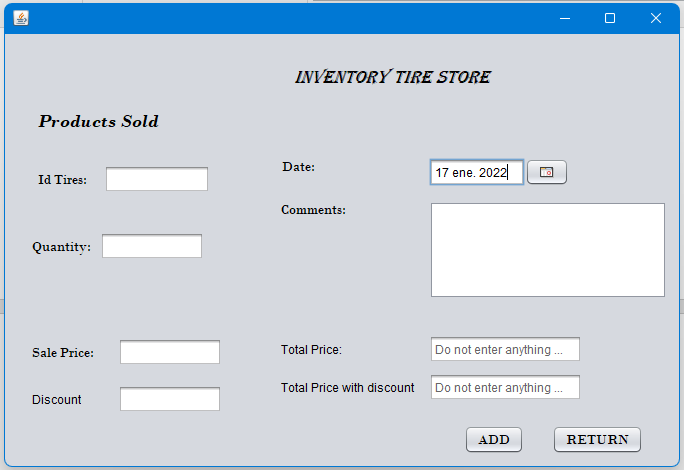 INVENTORY TIRE STORE
Products Sold
Id Tires:
Date:
17 ene. 2022
Comments:
Quantity:
Sale Price:
Total Price:
Do not enter anything ...
Discount
Total Price with discount
Do not enter anything ...
ADD
RETURN